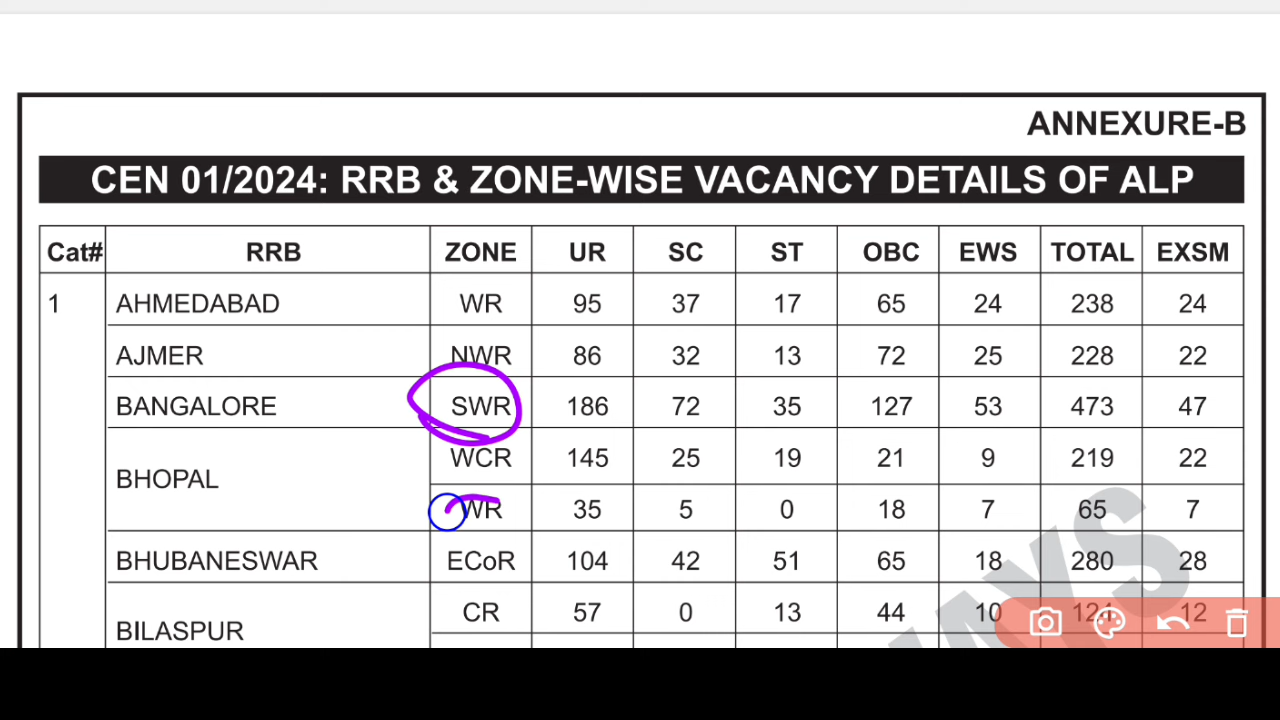 ANNEXURE-B
CEN 01/2024: RRB & ZONE-WISE VACANCY DETAILS OF ALP
Cat# RRB ZONE UR SC ST OBC EWS TOTAL EXSM
1 AHMEDABAD WR 95 37 17 65 24 238 24
AJMER NWR 86 32 13 72 25 228 22
BANGALORE SWR 186 72 35 127 53 473 47
BHOPAL WCR 145 25 19 21 9 219 22
WR 35 5 0 18 7 65 7
BHUBANESWAR ECoR 104 42 51 65 18 280 28
BILASPUR CR 57 0 13 44 10 124 12